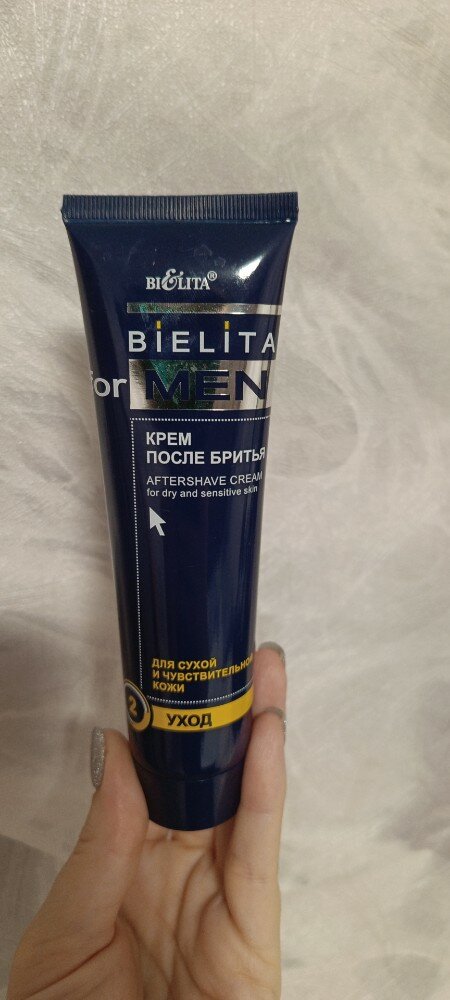 BIELITA®
BIELITA
for MEN
КРЕМ
ПОСЛЕ БРИТЬЯ
AFTERSHAVE CREAM
for dry and sensitive skin
ДЛЯ СУХОЙ
И ЧУВСТВИТЕЛЬНОЙ
КОЖИ
2 УХОД